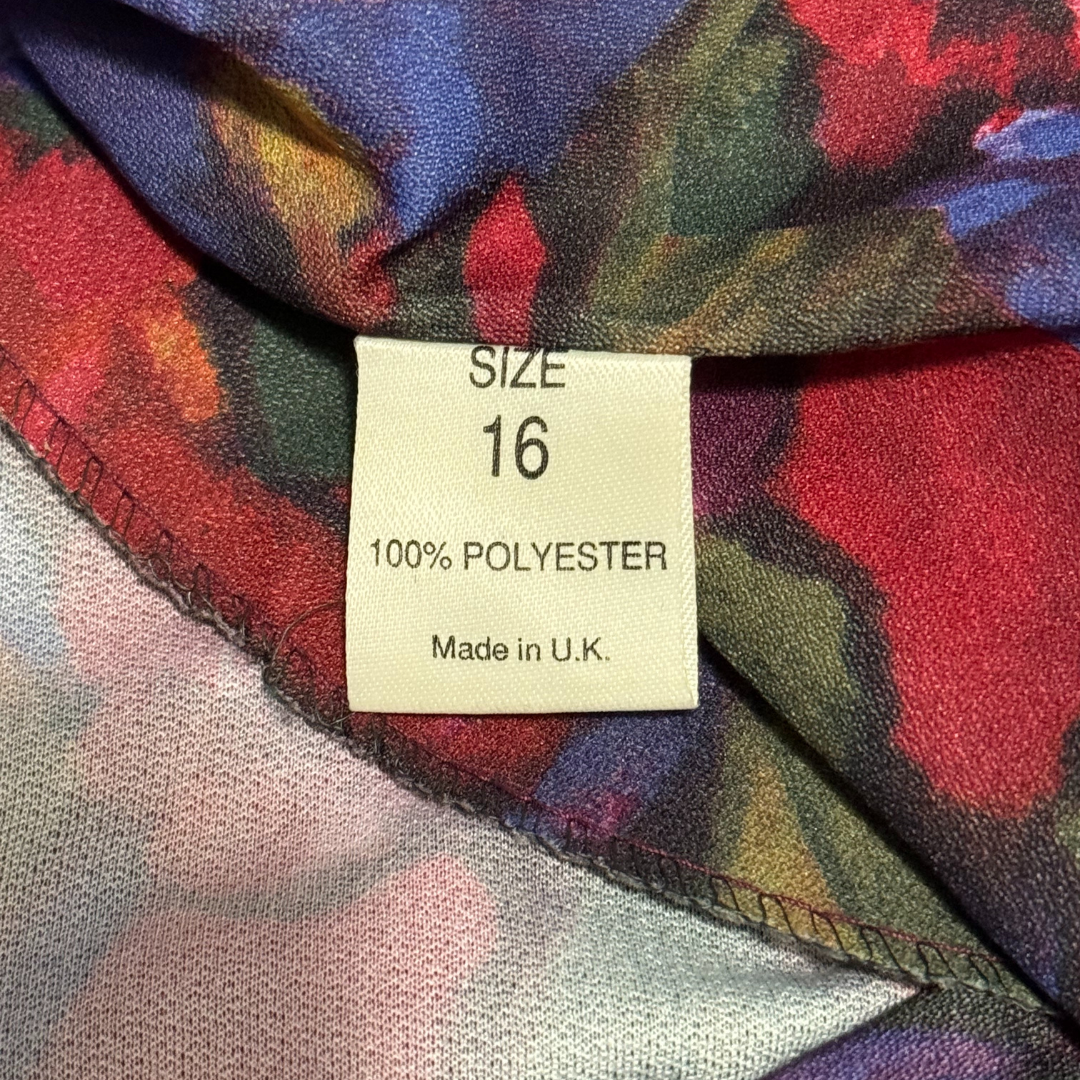 SIZE
16
100% POLYESTER
Made in U.K.